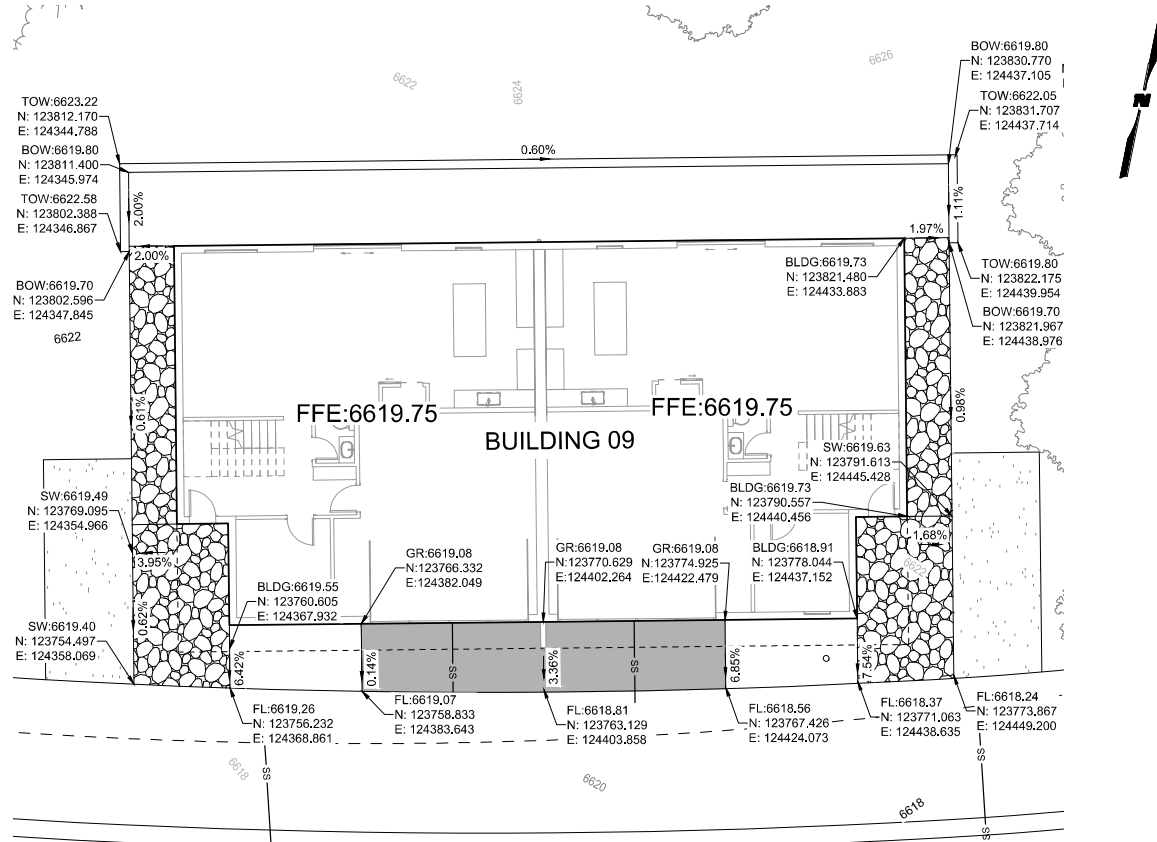 6622
6624
6626
BOW:6619.80
N: 123830.770
E: 124437.105
N
TOW:6623.22
N: 123812.170
E: 124344.788
TOW:6622.05
N: 123831.707
E: 124437.714
BOW:6619.80
N: 123811.400
E: 124345.974
0.60%
TOW:6622.58
N: 123802.388
E: 124346.867
2.00%
1.11%
2.00%
1.97%
BLDG:6619.73
N: 123821.480
E: 124433.883
TOW:6619.80
N: 123822.175
E: 124439.954
BOW:6619.70
N: 123802.596
E: 124347.845
BOW:6619.70
N: 123821.967
E: 124438.976
6622
0.61%
0.98%
FFE:6619.75
FFE:6619.75
BUILDING 09
SW:6619.63
N: 123791.613
E: 124445.428
SW:6619.49
N: 123769.095
E: 124354.966
BLDG:6619.73
N: 123790.557
E: 124440.456
1.68%
6622
3.95%
GR:6619.08
N:123766.332
E:124382.049
GR:6619.08
N: 123770.629
E: 124402.264
GR:6619.08
N:123774.925
E:124422.479
BLDG:6618.91
N: 123778.044
E: 124437.152
BLDG:6619.55
N: 123760.605
E: 124367.932
0.62%
SW:6619.40
N: 123754.497
E: 124358.069
6.42%
0.14%
SS
3.36%
SS
6.85%
7.54%
FL:6619.26
N: 123756.232
E: 124368.861
FL:6619.07
N: 123758.833
E: 124383.643
FL:6618.81
N: 123763.129
E: 124403.858
FL:6618.56
N: 123767.426
E: 124424.073
FL:6618.37
N: 123771.063
E: 124438.635
FL:6618.24
N: 123773.867
E: 124449.200
6618
SS
6620
6618
SS